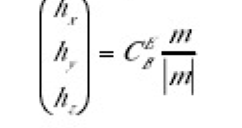 (h_x
h_y
h_z) = C_B^E m / |m|